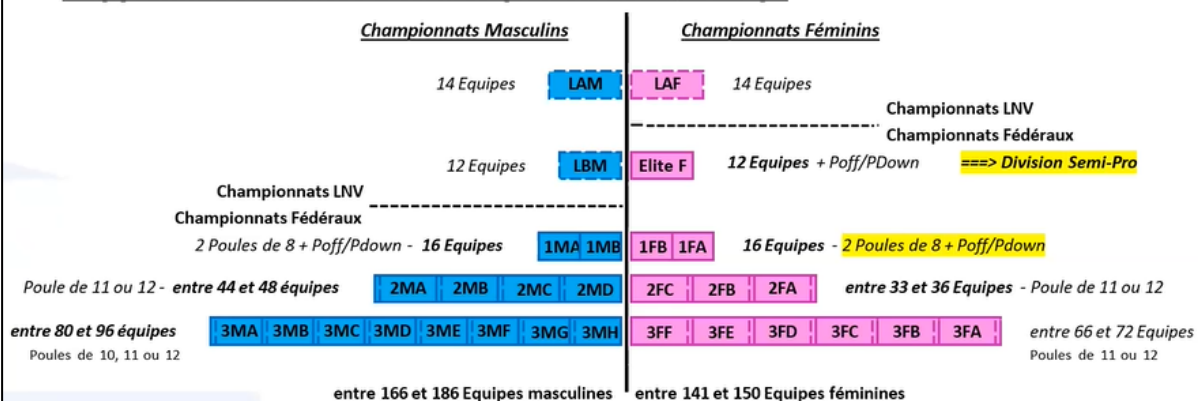 Championnats Masculins Championnats Féminins
14 Equipes LAM LAF 14 Equipes
Championnats LNV
Championnats Fédéraux
12 Equipes LBM Elite F 12 Equipes + Poff/PDown ===> Division Semi-Pro
Championnats LNV
Championnats Fédéraux
2 Poules de 8 + Poff/Pdown - 16 Equipes 1MA 1MB 1FB 1FA 16 Equipes - 2 Poules de 8 + Poff/Pdown
Poule de 11 ou 12 - entre 44 et 48 équipes 2MA 2MB 2MC 2MD 2FC 2FB 2FA entre 33 et 36 Equipes - Poule de 11 ou 12
entre 80 et 96 équipes 3MA 3MB 3MC 3MD 3ME 3MF 3MG 3MH 3FF 3FE 3FD 3FC 3FB 3FA entre 66 et 72 Equipes
Poules de 10, 11 ou 12 Poules de 11 ou 12
entre 166 et 186 Equipes masculines entre 141 et 150 Equipes féminines